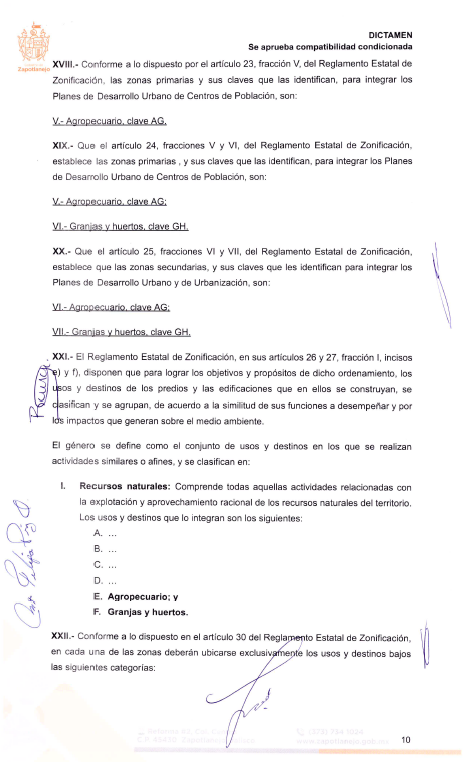 Zapotlanejo
DICTAMEN
Se aprueba compatibilidad condicionada
XVIII.- Conforme a lo dispuesto por el artículo 23, fracción V, del Reglamento Estatal de
Zonificación, las zonas primarias y sus claves que las identifican, para integrar los
Planes de Desarrollo Urbano de Centros de Población, son:
V.- Agropecuario, clave AG.
XIX.- Que el artículo 24, fracciones V y VI, del Reglamento Estatal de Zonificación,
establece las zonas primarias , y sus claves que las identifican, para integrar los Planes
de Desarrollo Urbano de Centros de Población, son:
V.- Agropecuario, clave AG;
VI.- Granjas y huertos, clave GH.
XX.- Que el artículo 25, fracciones VI y VII, del Reglamento Estatal de Zonificación,
establece que las zonas secundarias, y sus claves que les identifican para integrar los
Planes de Desarrollo Urbano y de Urbanización, son:
VI.- Agropecuario, clave AG;
VII.- Granjas y huertos, clave GH.
XXI.- El Reglamento Estatal de Zonificación, en sus artículos 26 y 27, fracción I, incisos
e) y f), disponen que para lograr los objetivos y propósitos de dicho ordenamiento, los
usos y destinos de los predios y las edificaciones que en ellos se construyan, se
clasifican y se agrupan, de acuerdo a la similitud de sus funciones a desempeñar y por
los impactos que generan sobre el medio ambiente.
El género se define como el conjunto de usos y destinos en los que se realizan
actividades similares o afines, y se clasifican en:
I. Recursos naturales: Comprende todas aquellas actividades relacionadas con
la explotación y aprovechamiento racional de los recursos naturales del territorio.
Los usos y destinos que lo integran son los siguientes:
A. ...
B. ...
C. ...
D. ...
E. Agropecuario; y
F. Granjas y huertos.
XXII.- Conforme a lo dispuesto en el artículo 30 del Reglamento Estatal de Zonificación,
en cada una de las zonas deberán ubicarse exclusivamente los usos y destinos bajos
las siguientes categorías:
www.zapotlanejo.gob.mx
10